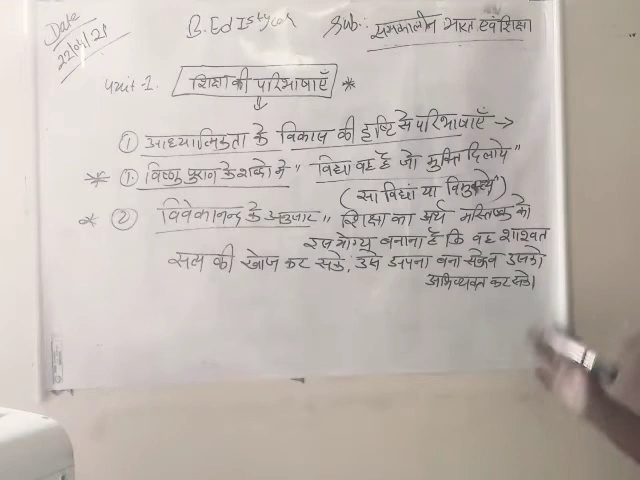 Date
22/04/21
B.Ed I st year Sub:. समकालीन भारत एवं शिक्षा
Unit-1. शिक्षा की परिभाषाएँ *
① आध्यात्मिकता के विकास की दृष्टि से परिभाषाएँ →
* ①. विष्णु पुराण के शब्दो मे " विद्या वह है जो मुक्ति दिलाये"
(सा विद्या या विमुक्तये)
* ② विवेकानन्द के अनुसार " शिक्षा का अर्थ मस्तिष्क को
इस योग्य बनाना है कि वह शाश्वत
सत्य की खोज कर सके, उसे अपना बना सके व उसको
अभिव्यक्त कर सके।